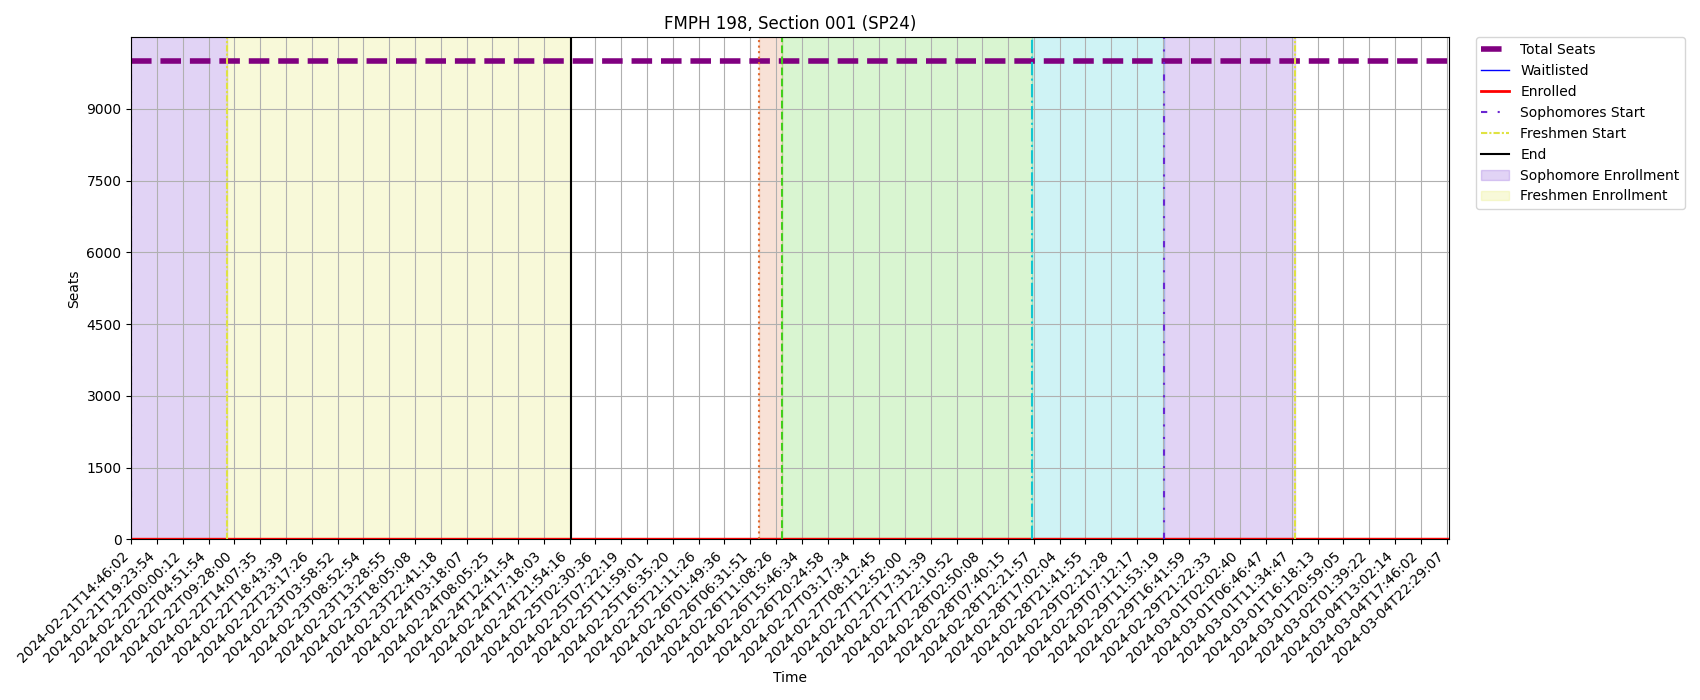 FMPH 198, Section 001 (SP24)
Total Seats
Waitlisted
Enrolled
Sophomores Start
Freshmen Start
End
Sophomore Enrollment
Freshmen Enrollment
Seats
9000
7500
6000
4500
3000
1500
0
2024-02-21T14:46:02
2024-02-21T19:23:54
2024-02-22T00:00:12
2024-02-22T04:51:54
2024-02-22T09:28:00
2024-02-22T14:07:35
2024-02-22T18:43:39
2024-02-22T23:17:26
2024-02-23T03:58:52
2024-02-23T08:52:54
2024-02-23T13:28:55
2024-02-23T18:05:08
2024-02-23T22:41:18
2024-02-24T03:18:07
2024-02-24T08:05:25
2024-02-24T12:41:54
2024-02-24T17:18:03
2024-02-24T21:54:16
2024-02-25T02:30:36
2024-02-25T07:22:19
2024-02-25T11:59:01
2024-02-25T16:35:20
2024-02-25T21:11:26
2024-02-26T01:49:36
2024-02-26T06:31:51
2024-02-26T11:08:26
2024-02-26T15:46:34
2024-02-26T20:24:58
2024-02-27T03:17:34
2024-02-27T08:12:45
2024-02-27T12:52:00
2024-02-27T17:31:39
2024-02-27T22:10:52
2024-02-28T02:50:08
2024-02-28T07:40:15
2024-02-28T12:21:57
2024-02-28T17:02:04
2024-02-28T21:41:55
2024-02-29T02:21:28
2024-02-29T07:12:17
2024-02-29T11:53:19
2024-02-29T16:41:59
2024-02-29T21:22:33
2024-03-01T02:02:40
2024-03-01T06:46:47
2024-03-01T11:34:47
2024-03-01T16:18:13
2024-03-01T20:59:05
2024-03-02T01:39:22
2024-03-04T13:02:14
2024-03-04T17:46:02
2024-03-04T22:29:07
Time